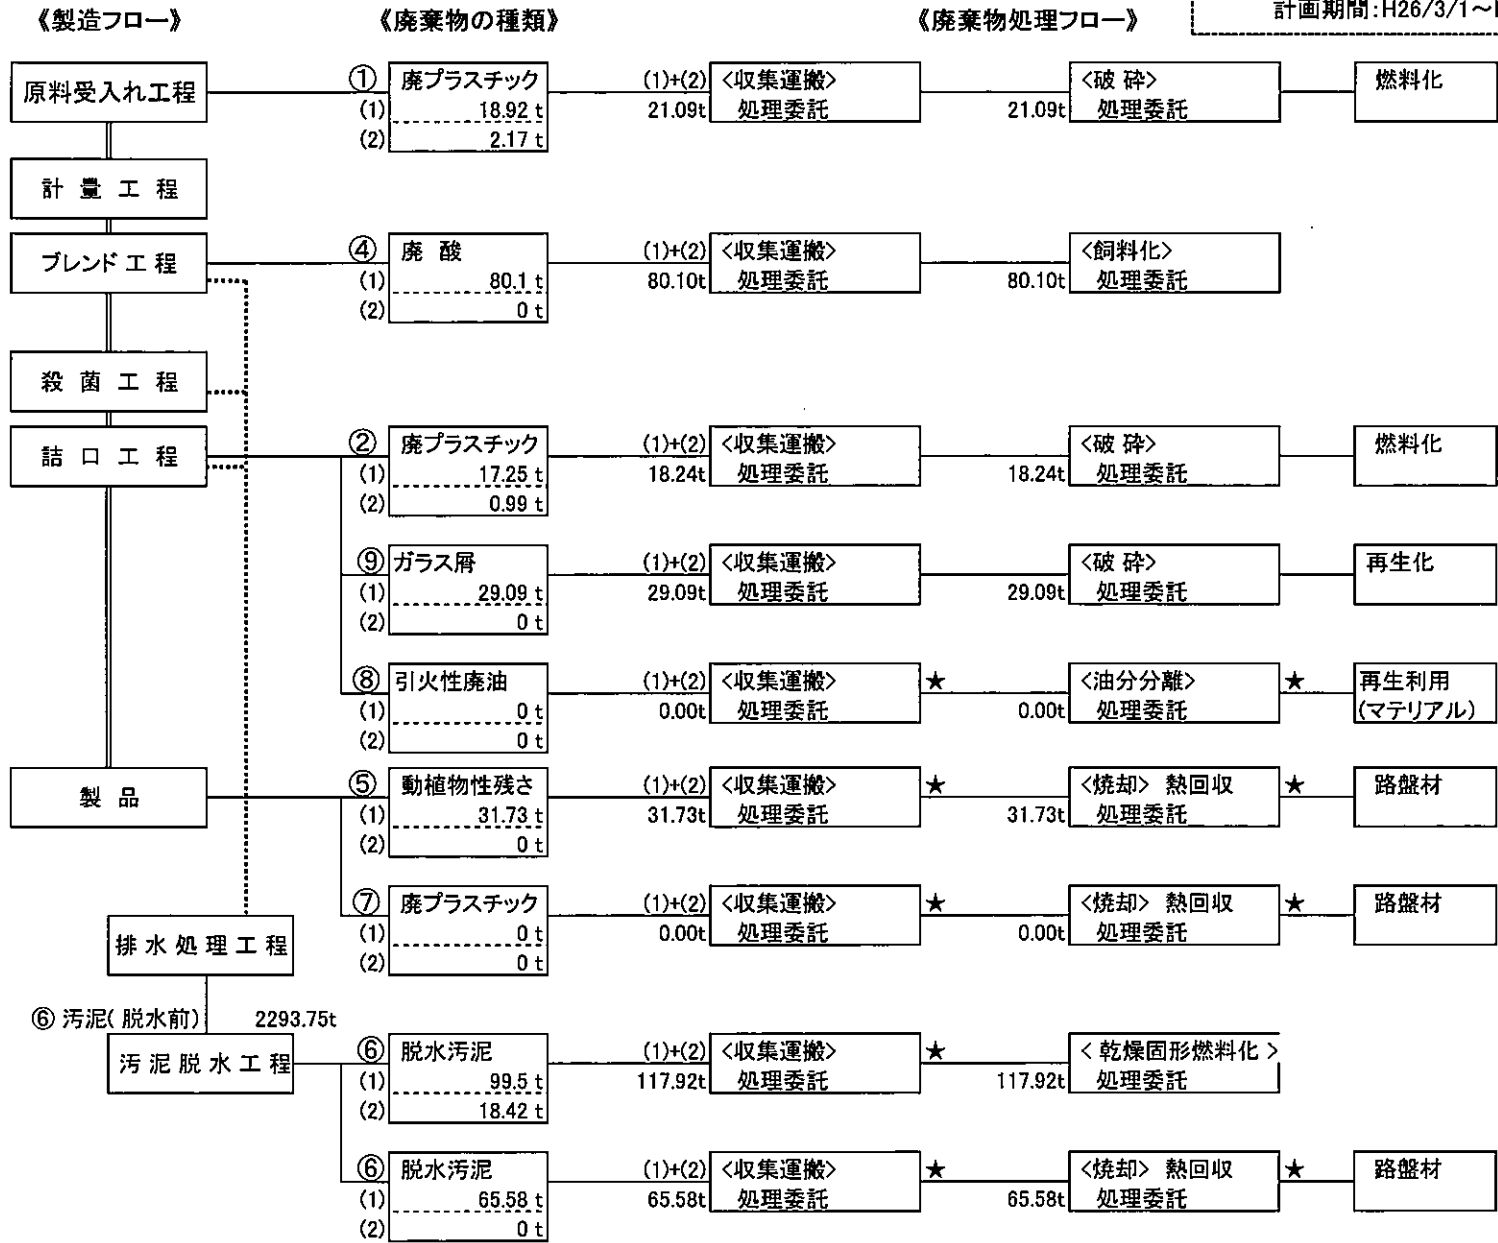 《製造フロー》 《廃棄物の種類》 《廃棄物処理フロー》 計画期間:H26/3/1～
原料受入れ工程 ① 廃プラスチック (1)+(2) <収集運搬> <破 砕> 燃料化
(1) 18.92 t 21.09t 処理委託 21.09t 処理委託
(2) 2.17 t
計 量 工 程
ブレンド 工 程 ④ 廃 酸 (1)+(2) <収集運搬> <飼料化>
(1) 80.1 t 80.10t 処理委託 80.10t 処理委託
(2) 0 t
殺 菌 工 程
詰 口 工 程 ② 廃プラスチック (1)+(2) <収集運搬> <破 砕> 燃料化
(1) 17.25 t 18.24t 処理委託 18.24t 処理委託
(2) 0.99 t
⑨ ガラス屑 (1)+(2) <収集運搬> <破 砕> 再生化
(1) 29.09 t 29.09t 処理委託 29.09t 処理委託
(2) 0 t
⑧ 引火性廃油 (1)+(2) <収集運搬> ★ <油分分離> ★ 再生利用
(1) 0 t 0.00t 処理委託 0.00t 処理委託 (マテリアル)
(2) 0 t
製 品 ⑤ 動植物性残さ (1)+(2) <収集運搬> ★ <焼却> 熱回収 ★ 路盤材
(1) 31.73 t 31.73t 処理委託 31.73t 処理委託
(2) 0 t
⑦ 廃プラスチック (1)+(2) <収集運搬> ★ <焼却> 熱回収 ★ 路盤材
(1) 0 t 0.00t 処理委託 0.00t 処理委託
(2) 0 t
排 水 処 理 工 程
⑥ 汚泥( 脱水前) 2293.75t
汚 泥 脱 水 工 程 ⑥ 脱水汚泥 (1)+(2) <収集運搬> ★ < 乾燥固形燃料化 >
(1) 99.5 t 117.92t 処理委託 117.92t 処理委託
(2) 18.42 t
⑥ 脱水汚泥 (1)+(2) <収集運搬> ★ <焼却> 熱回収 ★ 路盤材
(1) 65.58 t 65.58t 処理委託 65.58t 処理委託
(2) 0 t